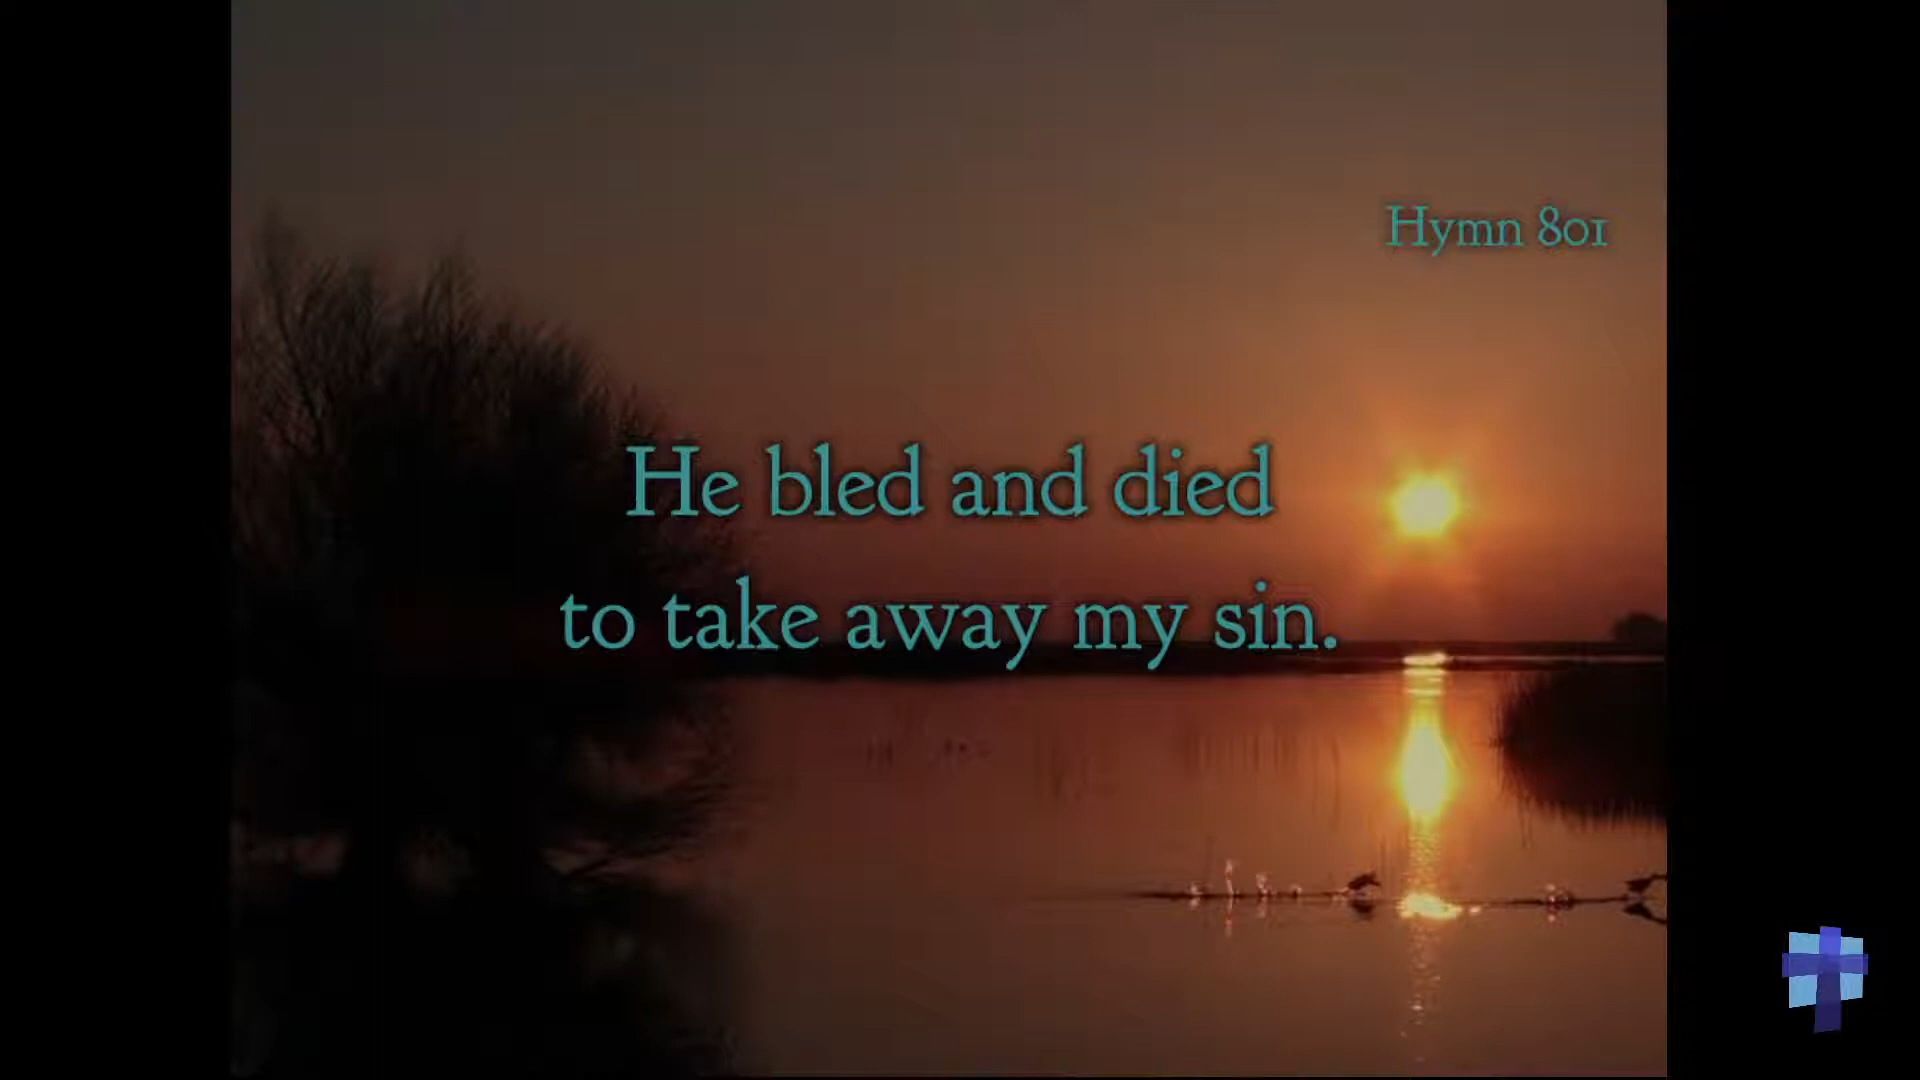 Hymn 801
He bled and died
to take away my sin.